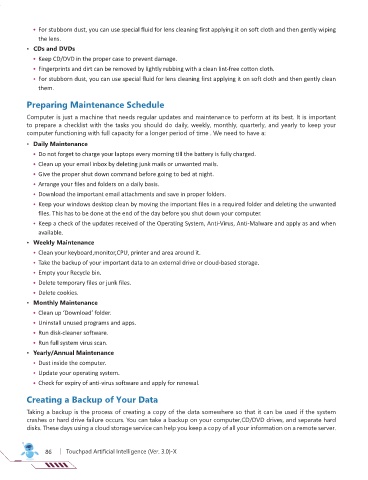 • For stubborn dust, you can use special fluid for lens cleaning first applying it on soft cloth and then gently wiping
the lens.
• CDs and DVDs
• Keep CD/DVD in the proper case to prevent damage.
• Fingerprints and dirt can be removed by lightly rubbing with a clean lint-free cotton cloth.
• For stubborn dust, you can use special fluid for lens cleaning first applying it on soft cloth and then gently clean
them.
Preparing Maintenance Schedule
Computer is just a machine that needs regular updates and maintenance to perform at its best. It is important
to prepare a checklist with the tasks you should do daily, weekly, monthly, quarterly, and yearly to keep your
computer functioning with full capacity for a longer period of time . We need to have a:
• Daily Maintenance
• Do not forget to charge your laptops every morning till the battery is fully charged.
• Clean up your email inbox by deleting junk mails or unwanted mails.
• Give the proper shut down command before going to bed at night.
• Arrange your files and folders on a daily basis.
• Download the important email attachments and save in proper folders.
• Keep your windows desktop clean by moving the important files in a required folder and deleting the unwanted
files. This has to be done at the end of the day before you shut down your computer.
• Keep a check of the updates received of the Operating System, Anti-Virus, Anti-Malware and apply as and when
available.
• Weekly Maintenance
• Clean your keyboard,monitor,CPU, printer and area around it.
• Take the backup of your important data to an external drive or cloud-based storage.
• Empty your Recycle bin.
• Delete temporary files or junk files.
• Delete cookies.
• Monthly Maintenance
• Clean up 'Download' folder.
• Uninstall unused programs and apps.
• Run disk-cleaner software.
• Run full system virus scan.
• Yearly/Annual Maintenance
• Dust inside the computer.
• Update your operating system.
• Check for expiry of anti-virus software and apply for renewal.
Creating a Backup of Your Data
Taking a backup is the process of creating a copy of the data somewhere so that it can be used if the system
crashes or hard drive failure occurs. You can take a backup on your computer,CD/DVD drives, and seperate hard
disks. These days using a cloud storage service can help you keep a copy of all your information on a remote server.
86 | Touchpad Artificial Intelligence (Ver. 3.0)-X